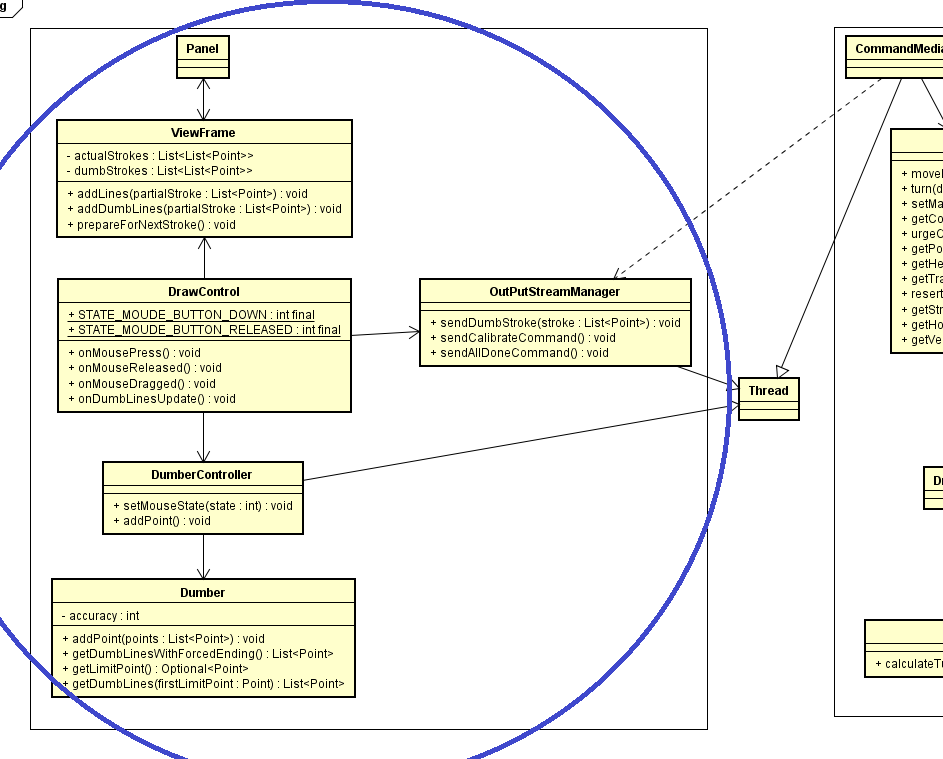 g
Panel
ViewFrame
- actualStrokes : List<List<Point>>
- dumbStrokes : List<List<Point>>
+ addLines(partialStroke : List<Point>) : void
+ addDumbLines(partialStroke : List<Point>) : void
+ prepareForNextStroke() : void
DrawControl
+ STATE_MOUDE_BUTTON_DOWN : int final
+ STATE_MOUDE_BUTTON_RELEASED : int final
+ onMousePress() : void
+ onMouseReleased() : void
+ onMouseDragged() : void
+ onDumbLinesUpdate() : void
OutPutStreamManager
+ sendDumbStroke(stroke : List<Point>) : void
+ sendCalibrateCommand() : void
+ sendAllDoneCommand() : void
Thread
DumberController
+ setMouseState(state : int) : void
+ addPoint() : void
Dumber
- accuracy : int
+ addPoint(points : List<Point>) : void
+ getDumbLinesWithForcedEnding() : List<Point>
+ getLimitPoint() : Optional<Point>
+ getDumbLines(firstLimitPoint : Point) : List<Point>
CommandMedia
+ move
+ turn(d
+ setMa
+ getCo
+ urgeC
+ getPo
+ getHe
+ getTra
+ resert
+ getStr
+ getHo
+ getVe
D
+ calculateTu